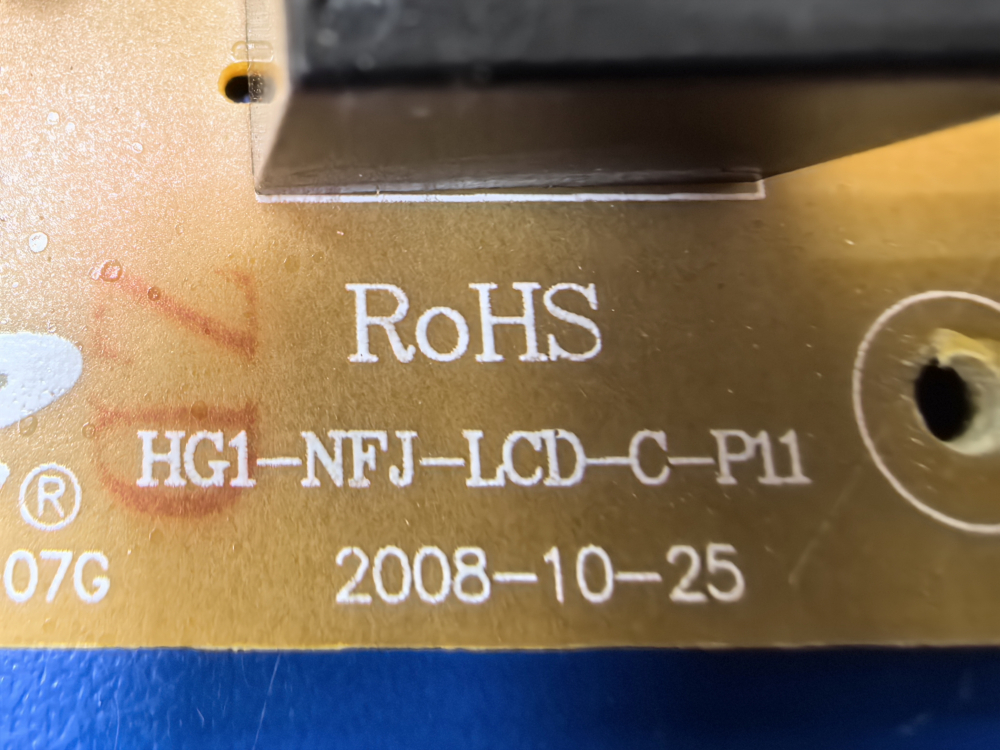 RoHS
HG1-NFJ-LCD-C-P11
®
07G
2008-10-25